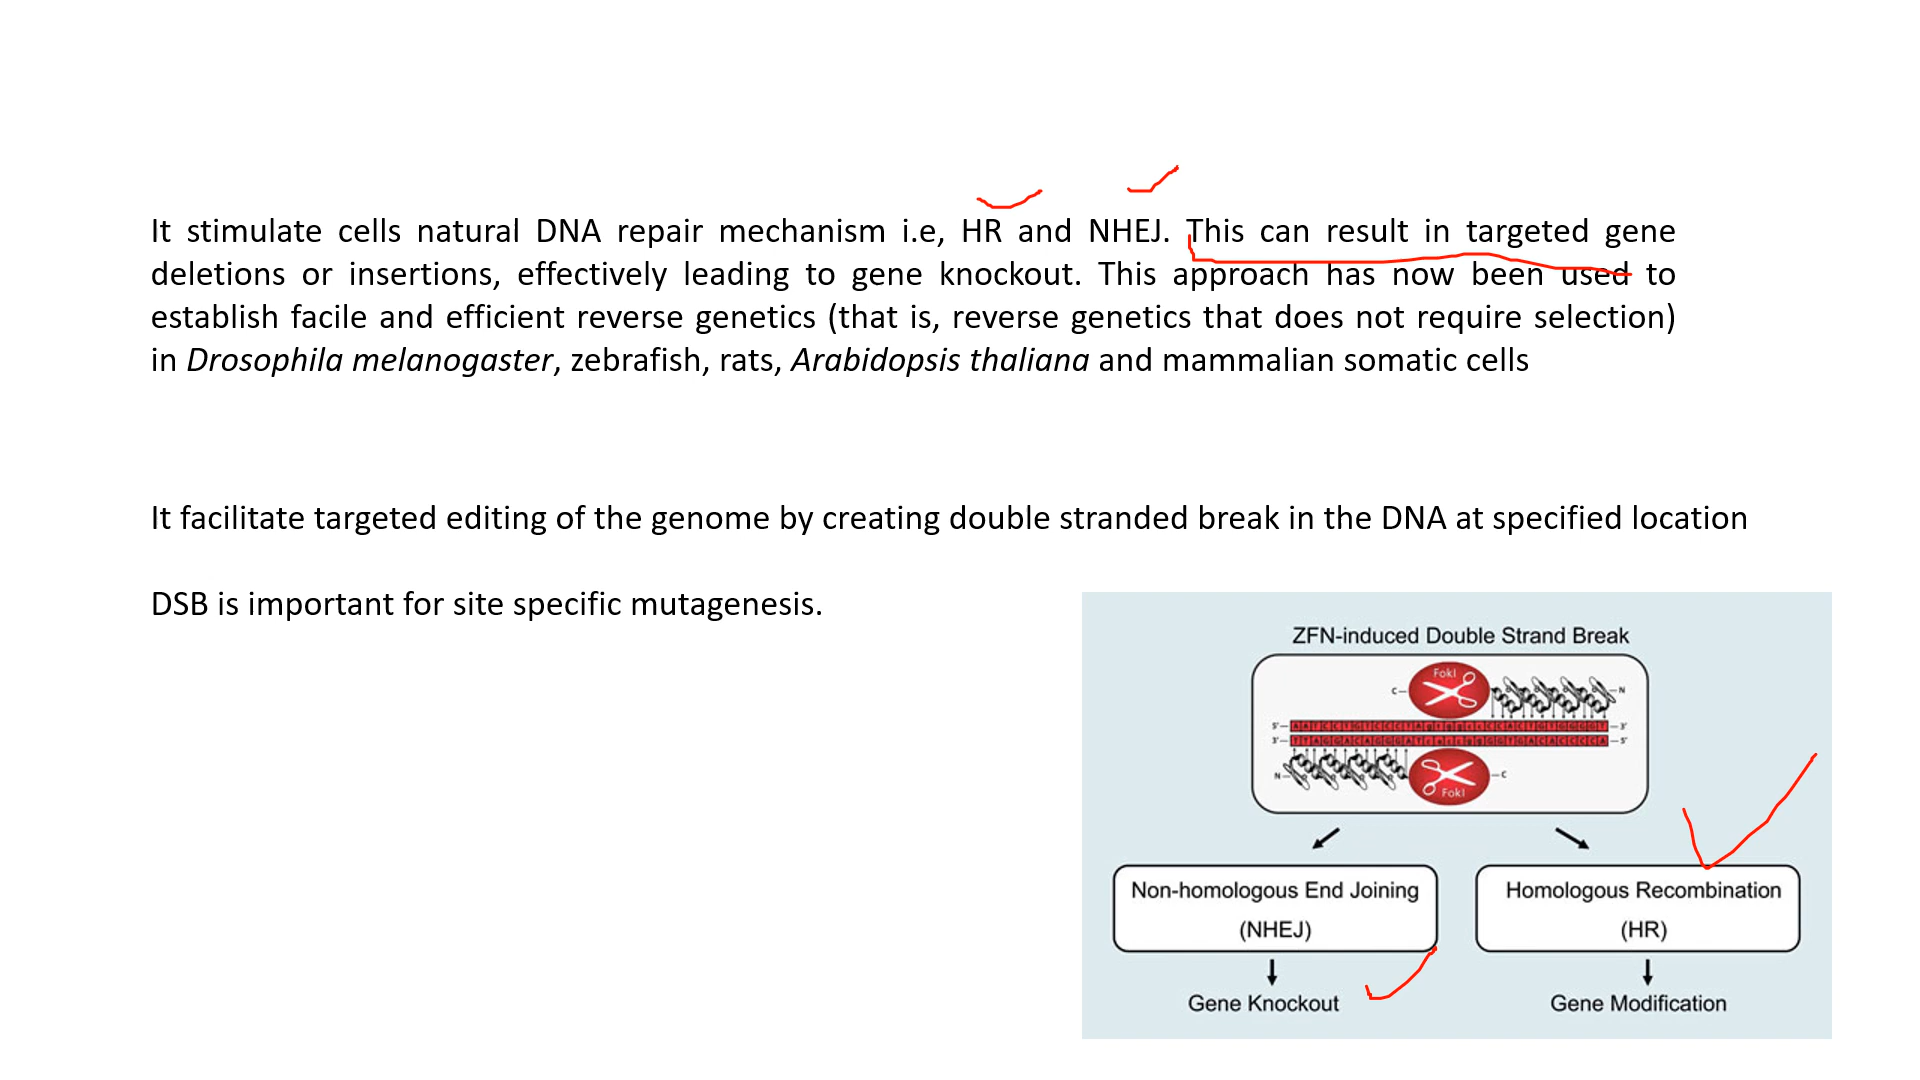 It stimulate cells natural DNA repair mechanism i.e, HR and NHEJ. This can result in targeted gene
deletions or insertions, effectively leading to gene knockout. This approach has now been used to
establish facile and efficient reverse genetics (that is, reverse genetics that does not require selection)
in Drosophila melanogaster, zebrafish, rats, Arabidopsis thaliana and mammalian somatic cells
It facilitate targeted editing of the genome by creating double stranded break in the DNA at specified location
DSB is important for site specific mutagenesis.
ZFN-induced Double Strand Break
FokI
C
N
5' 3'
3' 5'
N
C
FokI
Non-homologous End Joining
(NHEJ)
Homologous Recombination
(HR)
Gene Knockout
Gene Modification